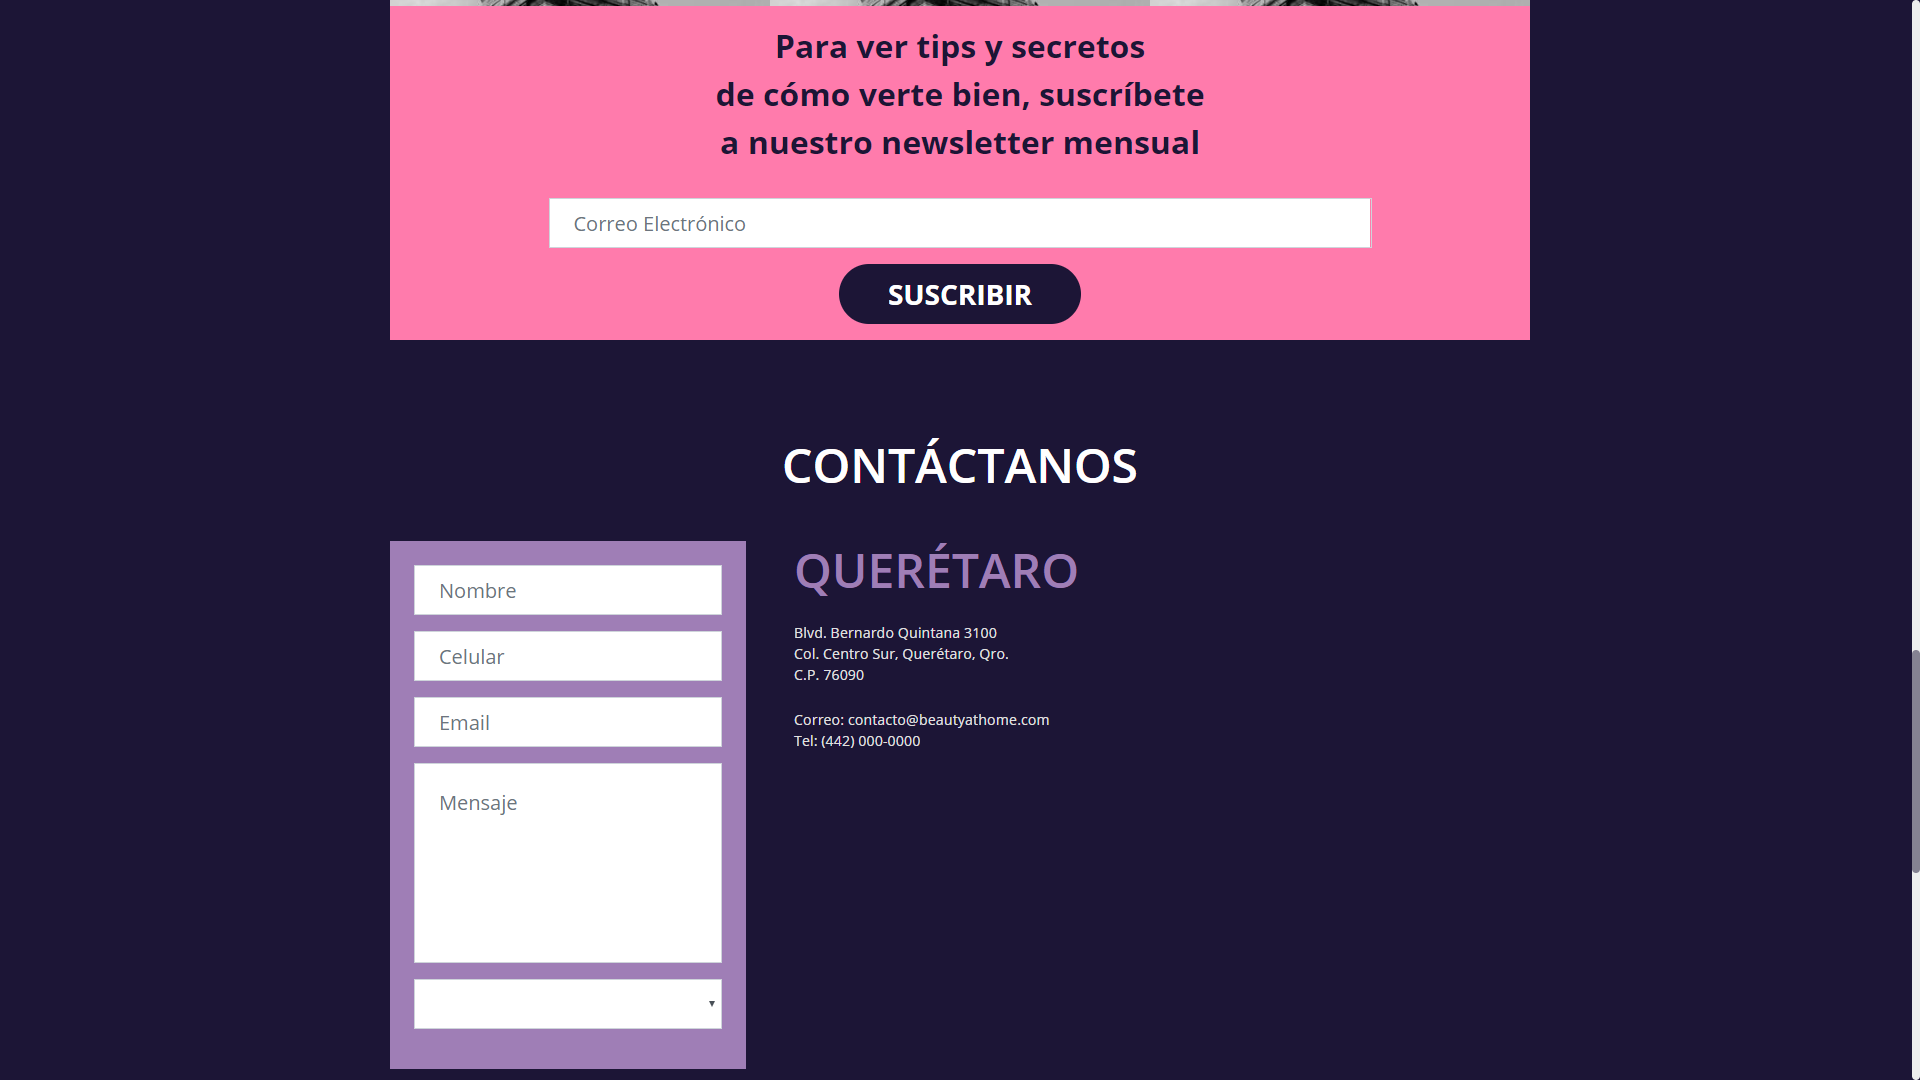 Para ver tips y secretos
de cómo verte bien, suscríbete
a nuestro newsletter mensual
Correo Electrónico
SUSCRIBIR
CONTÁCTANOS
Nombre
Celular
Email
Mensaje
QUERÉTARO
Blvd. Bernardo Quintana 3100
Col. Centro Sur, Querétaro, Qro.
C.P. 76090
Correo: contacto@beautyathome.com
Tel: (442) 000-0000